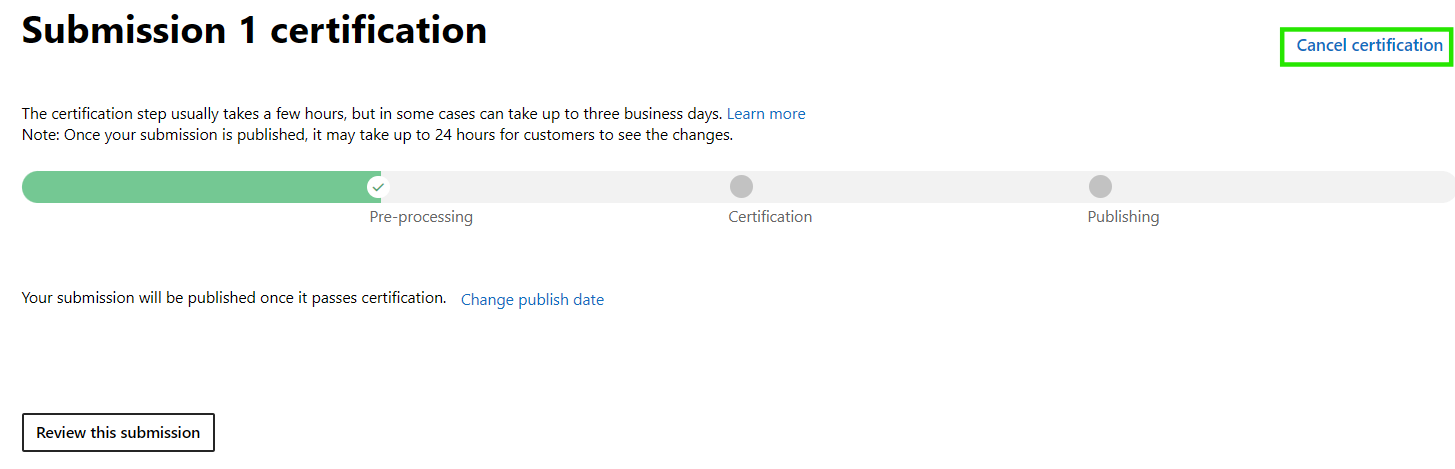 Submission 1 certification
Cancel certification
The certification step usually takes a few hours, but in some cases can take up to three business days. Learn more
Note: Once your submission is published, it may take up to 24 hours for customers to see the changes.
Pre-processing
Certification
Publishing
Your submission will be published once it passes certification. Change publish date
Review this submission